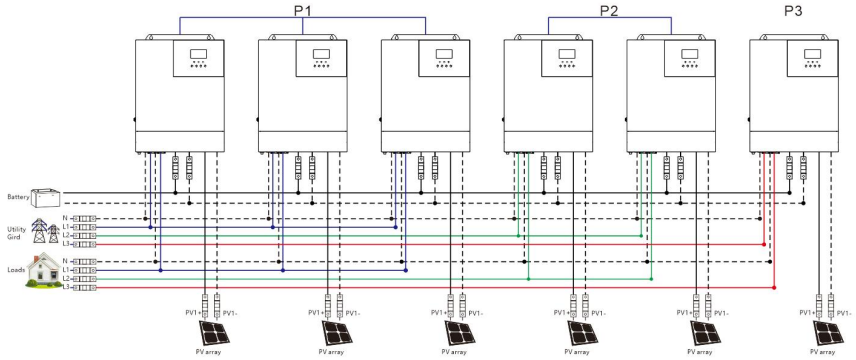 P1 P2 P3
Battery
Utility
Gird
N
L1
L2
L3
Loads
N
L1
L2
L3
PV1+ PV1- PV1+ PV1- PV1+ PV1- PV1+ PV1- PV1+ PV1- PV1+ PV1-
PV array PV array PV array PV array PV array PV array